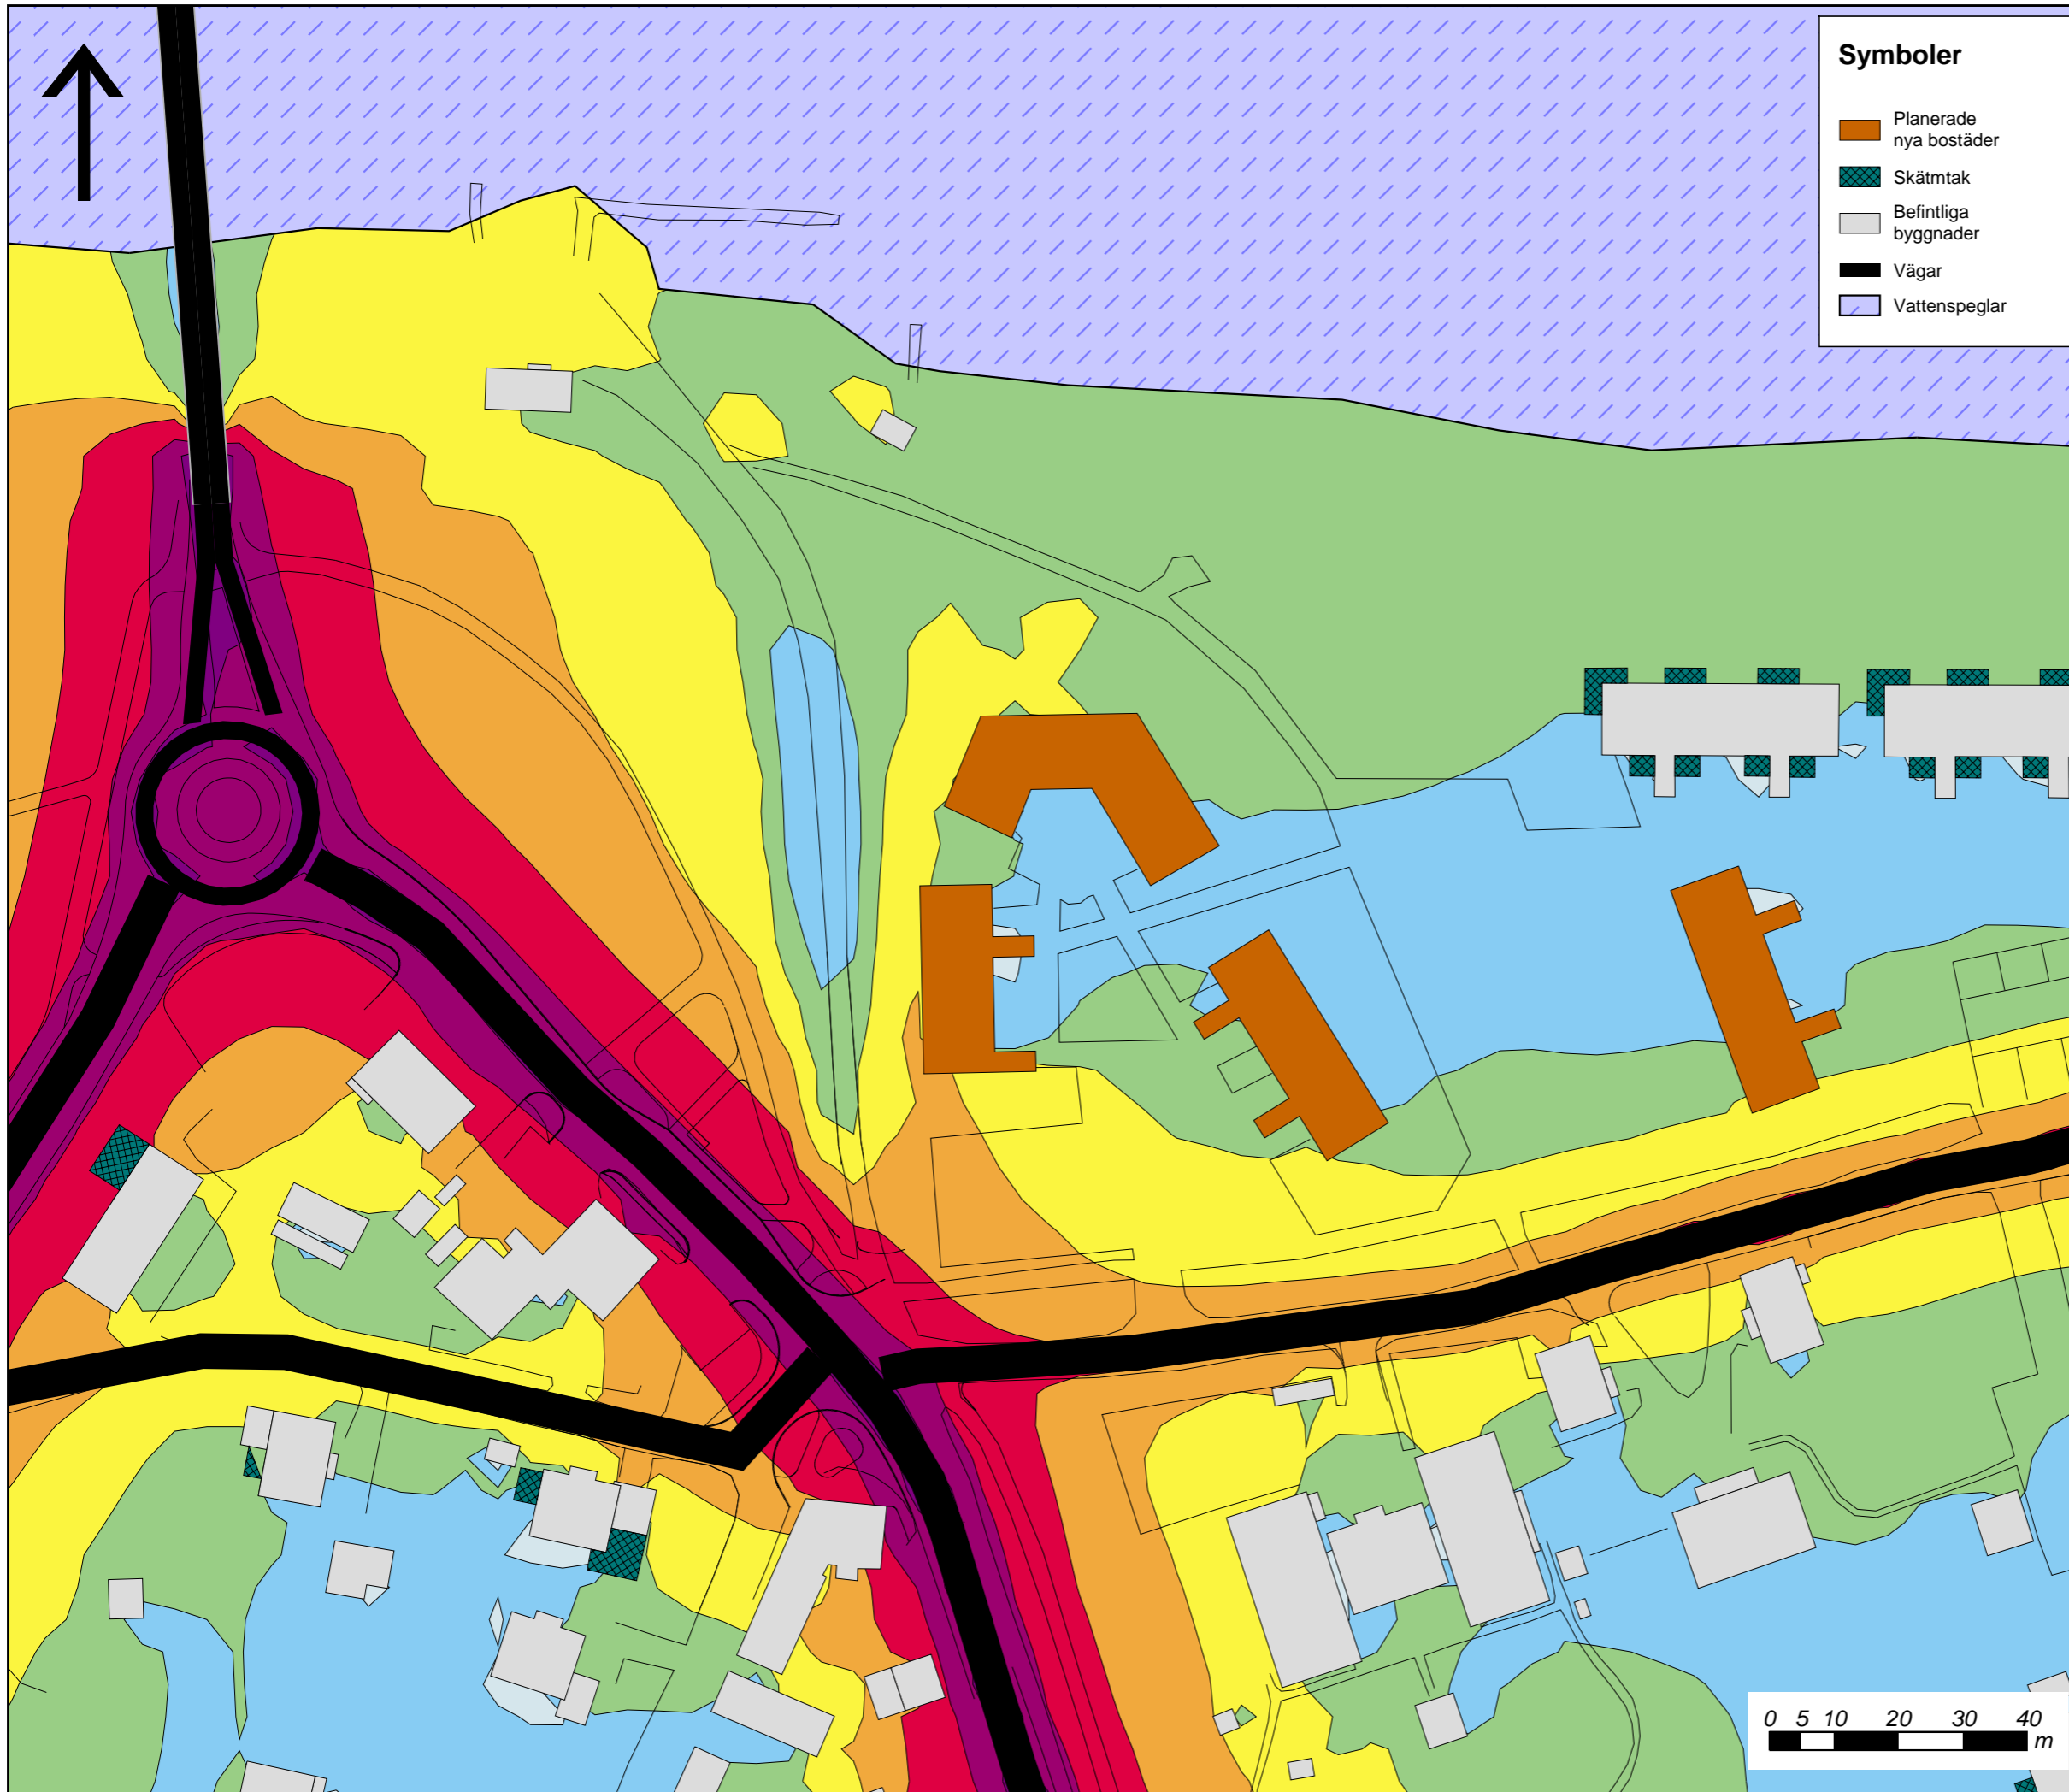 Symboler
Planerade
nya bostäder
Skätmtak
Befintliga
byggnader
Vägar
Vattenspeglar
0 5 10 20 30 40
m